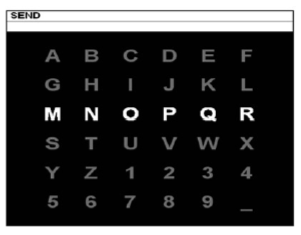 SEND
A B C D E F
G H I J K L
M N O P Q R
S T U V W X
Y Z 1 2 3 4
5 6 7 8 9 _